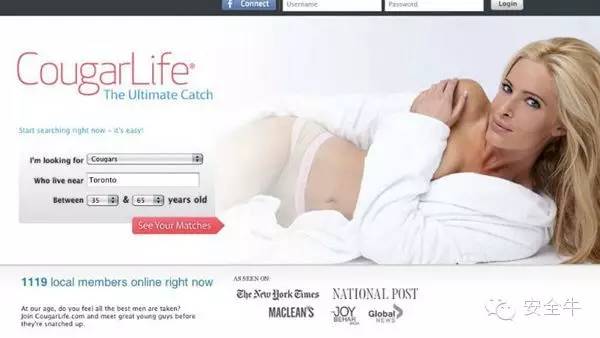 Connect
Username
Password
Login
CougarLife®
The Ultimate Catch
Start searching right now – it's easy!
I'm looking for Cougars
Who live near Toronto
Between 35 & 65 years old
See Your Matches
1119 local members online right now
At our age, do you feel all the best men are taken?
Join CougarLife.com and meet great young guys before
they're snatched up.
AS SEEN ON:
The New York Times
NATIONAL POST
MACLEAN'S
JOY
BEHAR
Global
NEWS
安全牛